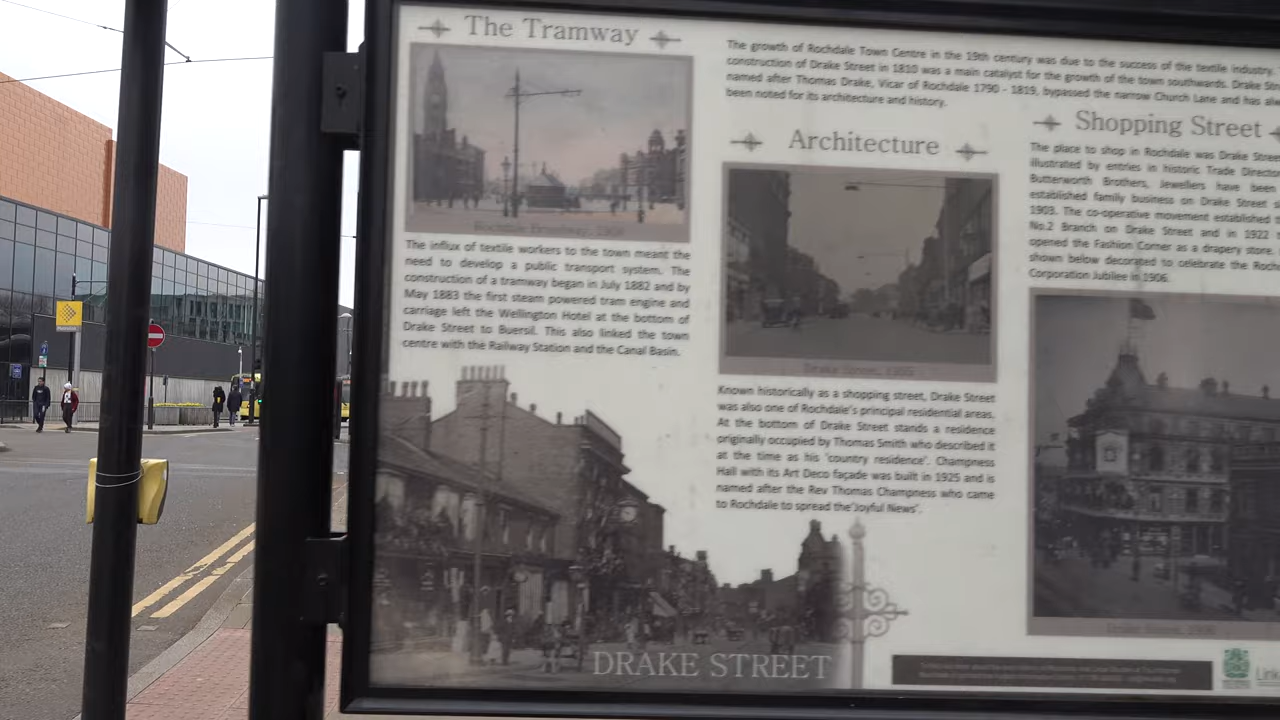 The Tramway
Rochdale Broadway, 1908
The influx of textile workers to the town meant the
need to develop a public transport system. The
construction of a tramway began in July 1882 and by
May 1883 the first steam powered tram engine and
carriage left the Wellington Hotel at the bottom of
Drake Street to Buersil. This also linked the town
centre with the Railway Station and the Canal Basin.
The growth of Rochdale Town Centre in the 19th century was due to the success of the textile industry.
construction of Drake Street in 1810 was a main catalyst for the growth of the town southwards. Drake Str
named after Thomas Drake, Vicar of Rochdale 1790 - 1819, bypassed the narrow Church Lane and has al
been noted for its architecture and history.
Architecture
Drake Street,
Known historically as a shopping street, Drake Street
was also one of Rochdale's principal residential areas.
At the bottom of Drake Street stands a residence
originally occupied by Thomas Smith who described it
at the time as his 'country residence'. Champness
Hall with its Art Deco façade was built in 1925 and is
named after the Rev Thomas Champness who came
to Rochdale to spread the'Joyful News'.
Shopping Street
The place to shop in Rochdale was Drake Stree
illustrated by entries in historic Trade Director
Butterworth Brothers, Jewellers have been
established family business on Drake Street s
1903. The co-operative movement established
No.2 Branch on Drake Street and in 1922
opened the Fashion Corner as a drapery store.
shown below decorated to celebrate the Roch
Corporation Jubilee in 1906.
Drake Street, 1906
DRAKE STREET
Link